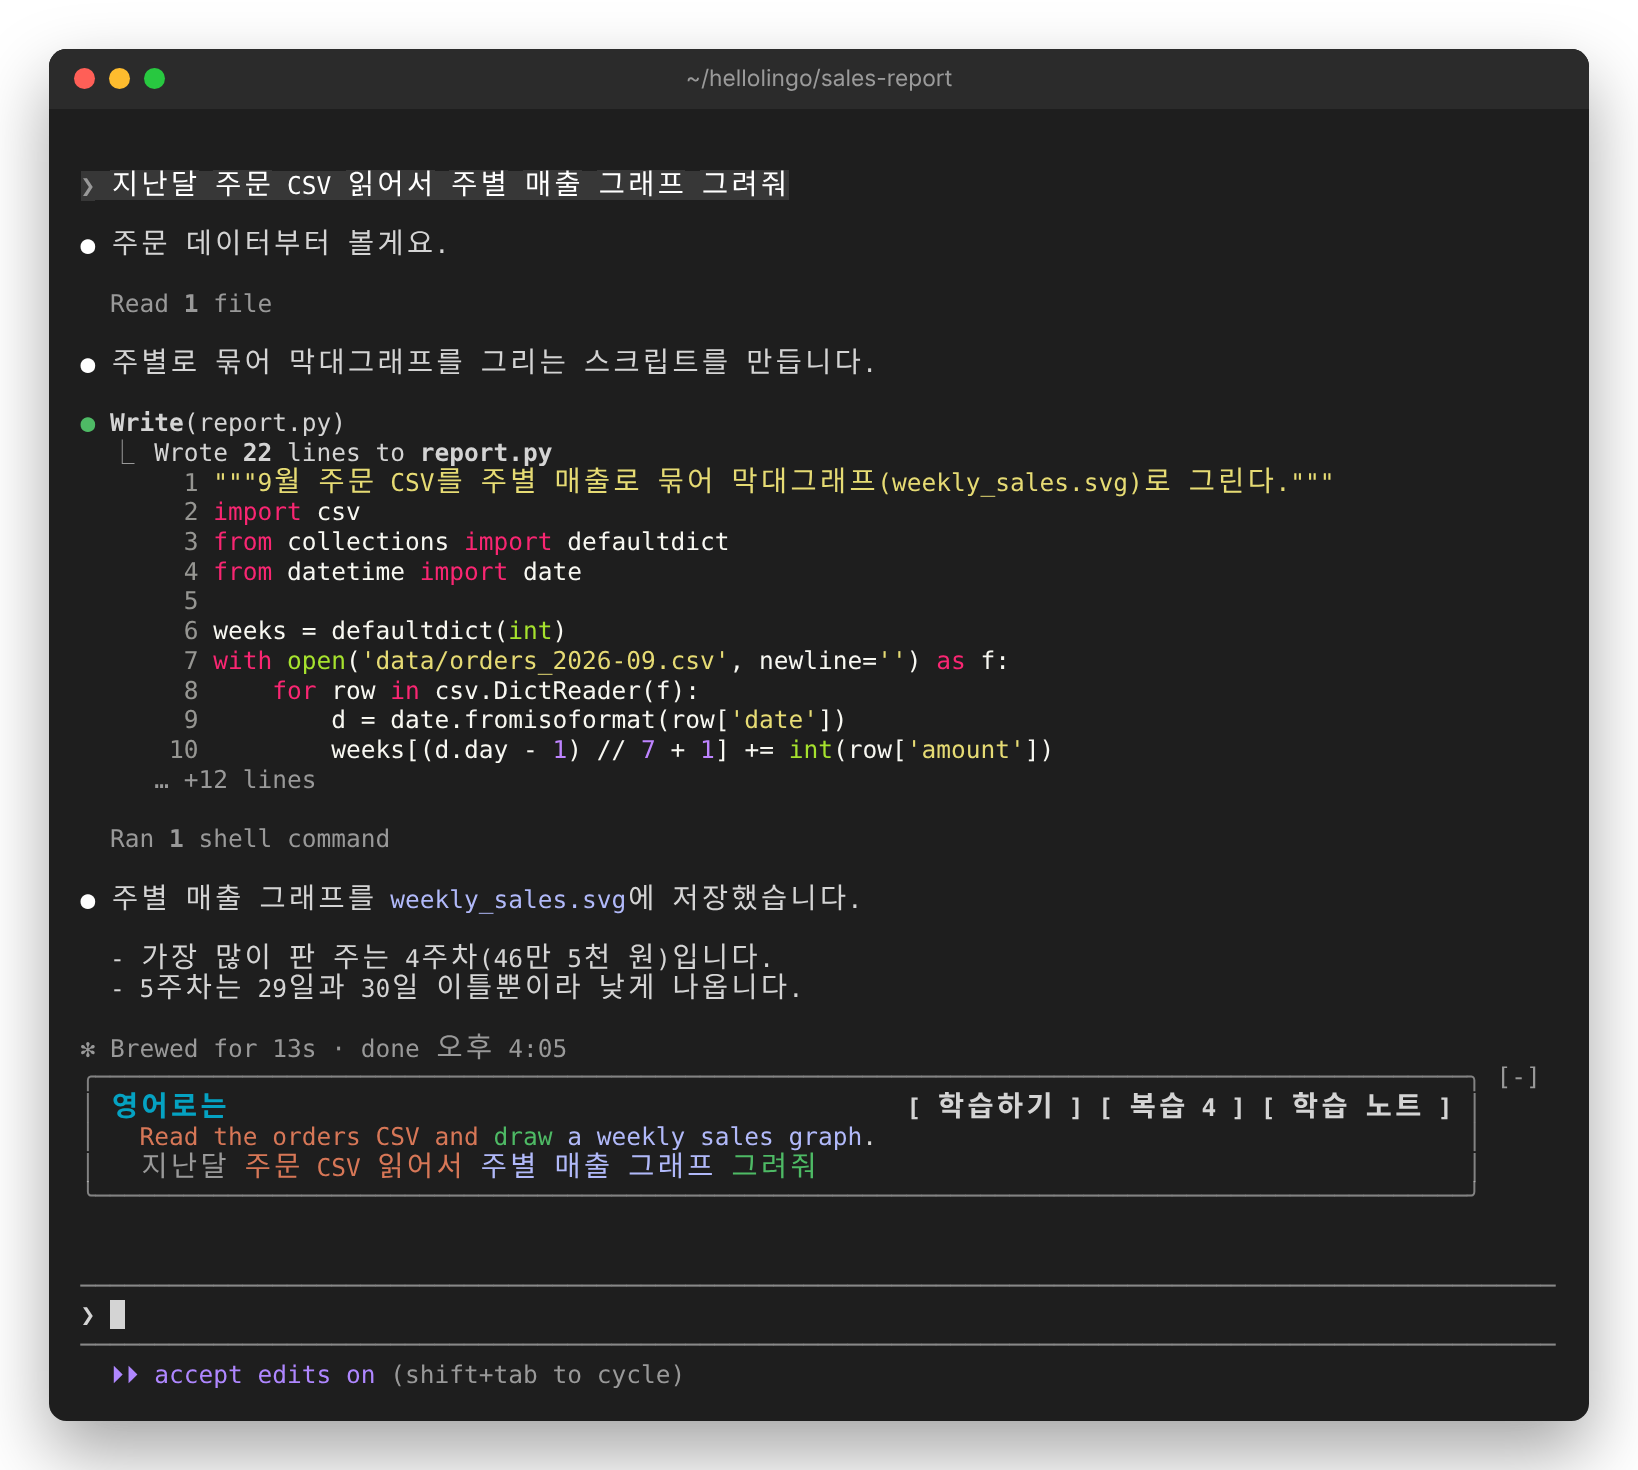 ~/hellolingo/sales-report
❯ 지난달 주문 CSV 읽어서 주별 매출 그래프 그려줘
● 주문 데이터부터 볼게요.
Read 1 file
● 주별로 묶어 막대그래프를 그리는 스크립트를 만듭니다.
● Write(report.py)
⎿ Wrote 22 lines to report.py
1 """9월 주문 CSV를 주별 매출로 묶어 막대그래프(weekly_sales.svg)로 그린다."""
2 import csv
3 from collections import defaultdict
4 from datetime import date
5
6 weeks = defaultdict(int)
7 with open('data/orders_2026-09.csv', newline='') as f:
8     for row in csv.DictReader(f):
9         d = date.fromisoformat(row['date'])
10         weeks[(d.day - 1) // 7 + 1] += int(row['amount'])
… +12 lines
Ran 1 shell command
● 주별 매출 그래프를 weekly_sales.svg에 저장했습니다.
- 가장 많이 판 주는 4주차(46만 5천 원)입니다.
- 5주차는 29일과 30일 이틀뿐이라 낮게 나옵니다.
✻ Brewed for 13s · done 오후 4:05
[-]
영어로는 [ 학습하기 ] [ 복습 4 ] [ 학습 노트 ]
Read the orders CSV and draw a weekly sales graph.
지난달 주문 CSV 읽어서 주별 매출 그래프 그려줘
❯
⏵⏵ accept edits on (shift+tab to cycle)